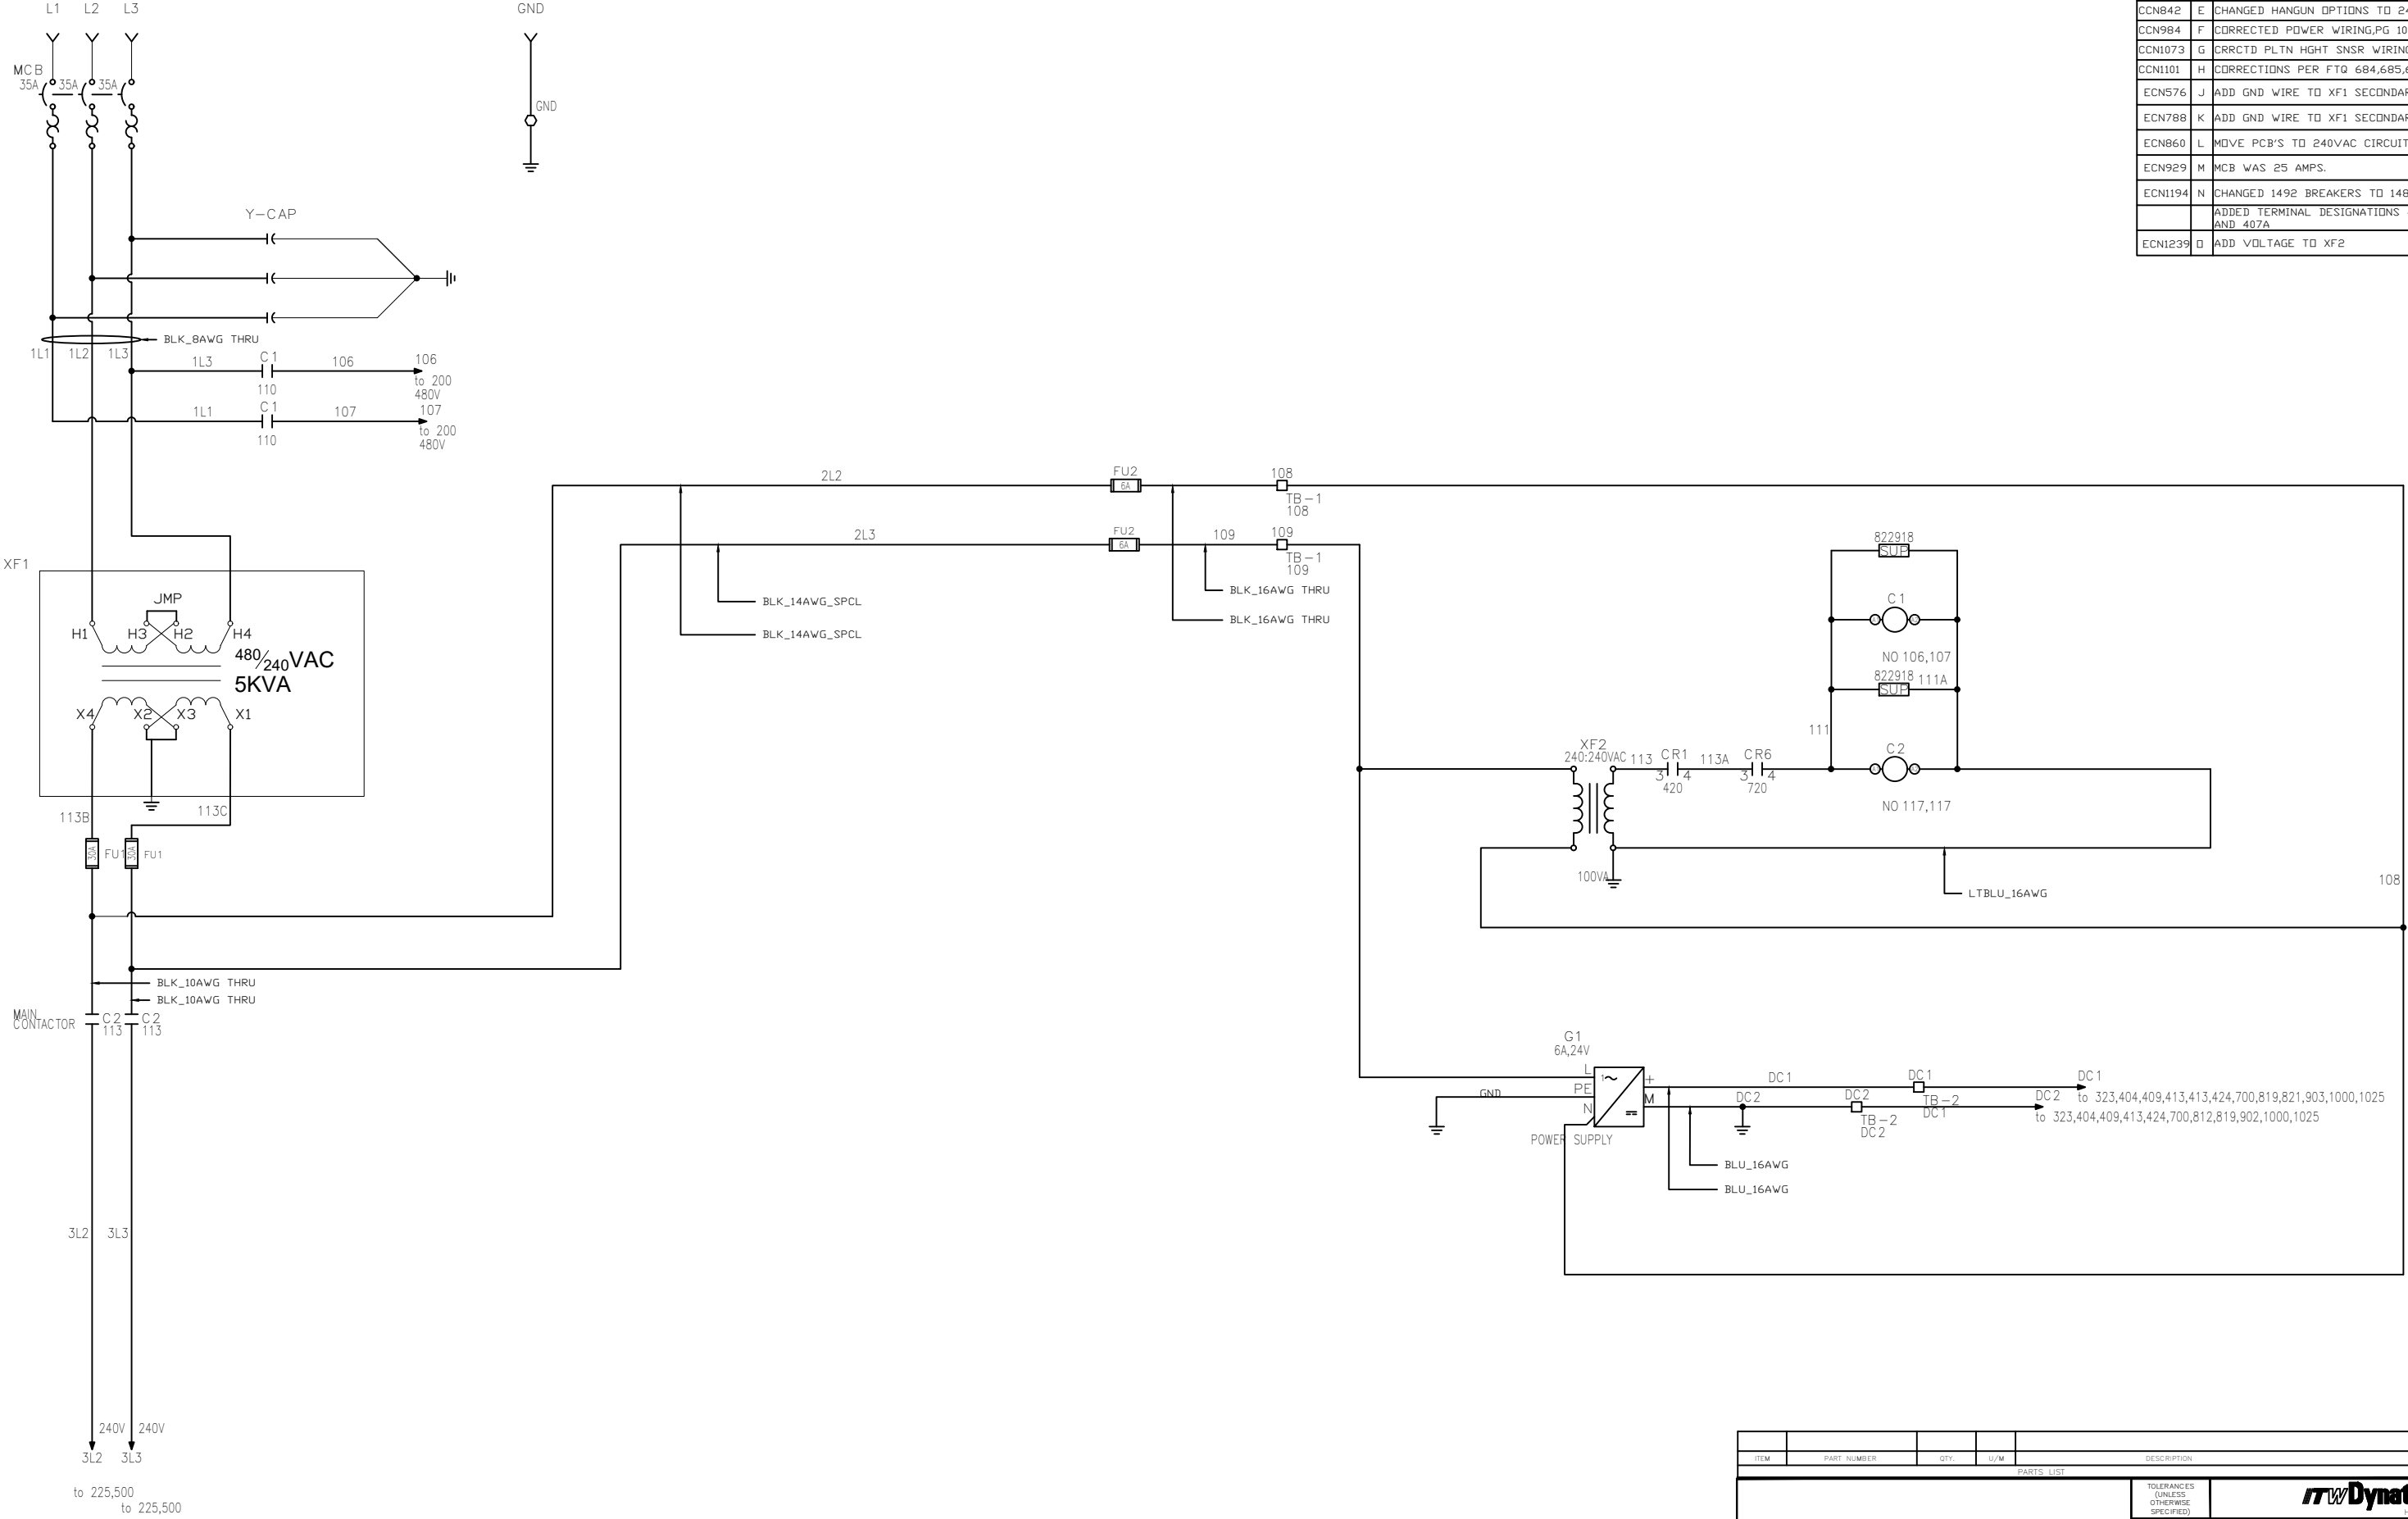 L1 L2 L3
GND
MCB
35A 35A 35A
GND
Y-CAP
BLK_8AWG THRU
1L1 1L2 1L3
1L3 C1 106 106
110 to 200
480V
1L1 C1 107 107
110 to 200
480V
CCN842 E CHANGED HANGUN OPTIONS TO 24
CCN984 F CORRECTED POWER WIRING,PG 10
CCN1073 G CRRCTD PLTN HGHT SNSR WIRING
CCN1101 H CORRECTIONS PER FTQ 684,685,6
ECN576 J ADD GND WIRE TO XF1 SECONDAR
ECN788 K ADD GND WIRE TO XF1 SECONDAR
ECN860 L MOVE PCB'S TO 240VAC CIRCUIT
ECN929 M MCB WAS 25 AMPS.
ECN1194 N CHANGED 1492 BREAKERS TO 148
ADDED TERMINAL DESIGNATIONS
AND 407A
ECN1239 O ADD VOLTAGE TO XF2
2L2 FU2 108
6A
TB-1
108
2L3 FU2 109 109
6A
TB-1
109
BLK_14AWG_SPCL
BLK_14AWG_SPCL
BLK_16AWG THRU
BLK_16AWG THRU
XF1
JMP
H1 H3 H2 H4
480/240VAC
5KVA
X4 X2 X3 X1
113B 113C
30A FU1 30A FU1
BLK_10AWG THRU
BLK_10AWG THRU
MAIN
CONTACTOR
C2 C2
113 113
3L2 3L3
240V 240V
3L2 3L3
to 225,500
to 225,500
822918
SUP
C1
NO 106,107
822918 111A
SUP
111
C2
NO 117,117
XF2
240:240VAC 113 CR1 113A CR6
3 4 3 4
420 720
100VA
LTBLU_16AWG
108
G1
6A,24V
L 1~ +
PE M
N
GND
POWER SUPPLY
DC1 DC1 DC1
TB-2
DC1
to 323,404,409,413,413,424,700,819,821,903,1000,1025
DC2 DC2 DC2
TB-2
DC2
to 323,404,409,413,424,700,812,819,902,1000,1025
BLU_16AWG
BLU_16AWG
ITEM PART NUMBER QTY. U/M DESCRIPTION
PARTS LIST
TOLERANCES
(UNLESS
OTHERWISE
SPECIFIED)
ITW Dynat